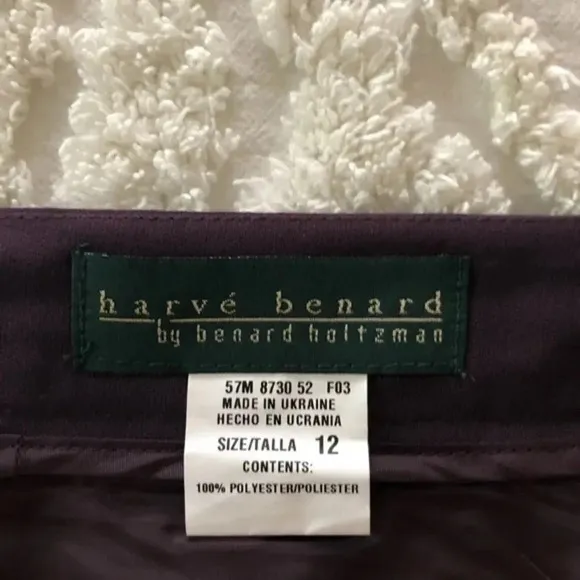 harvé benard
by benard holtzman
57M 8730 52 F03
MADE IN UKRAINE
HECHO EN UCRANIA
SIZE/TALLA 12
CONTENTS:
100% POLYESTER/POLIESTER